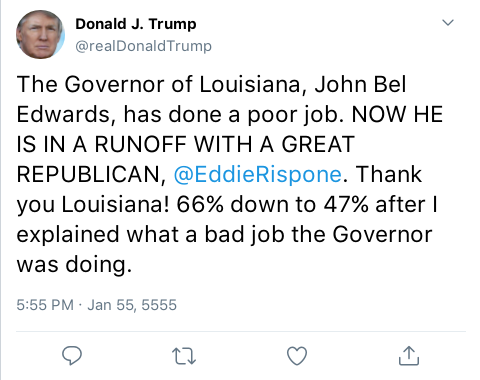 Donald J. Trump
@realDonaldTrump
The Governor of Louisiana, John Bel
Edwards, has done a poor job. NOW HE
IS IN A RUNOFF WITH A GREAT
REPUBLICAN, @EddieRispone. Thank
you Louisiana! 66% down to 47% after I
explained what a bad job the Governor
was doing.
5:55 PM · Jan 55, 5555